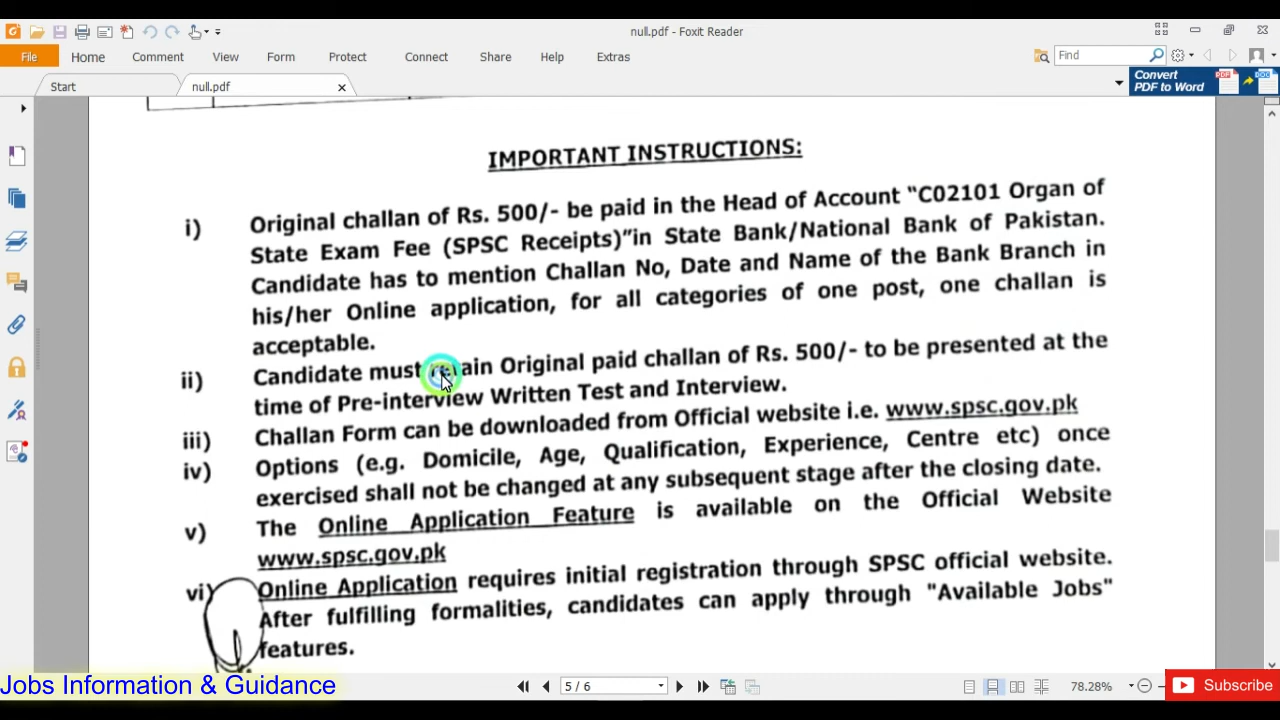 null.pdf - Foxit Reader
File Home Comment View Form Protect Connect Share Help Extras Find
Start null.pdf Convert
PDF to Word
IMPORTANT INSTRUCTIONS:
i) Original challan of Rs. 500/- be paid in the Head of Account "C02101 Organ of
State Exam Fee (SPSC Receipts)"in State Bank/National Bank of Pakistan.
Candidate has to mention Challan No, Date and Name of the Bank Branch in
his/her Online application, for all categories of one post, one challan is
acceptable.
ii) Candidate must retain Original paid challan of Rs. 500/- to be presented at the
time of Pre-interview Written Test and Interview.
iii) Challan Form can be downloaded from Official website i.e. www.spsc.gov.pk
iv) Options (e.g. Domicile, Age, Qualification, Experience, Centre etc) once
exercised shall not be changed at any subsequent stage after the closing date.
v) The Online Application Feature is available on the Official Website
www.spsc.gov.pk
vi) Online Application requires initial registration through SPSC official website.
After fulfilling formalities, candidates can apply through "Available Jobs"
features.
Jobs Information & Guidance 5 / 6 78.28% Subscribe